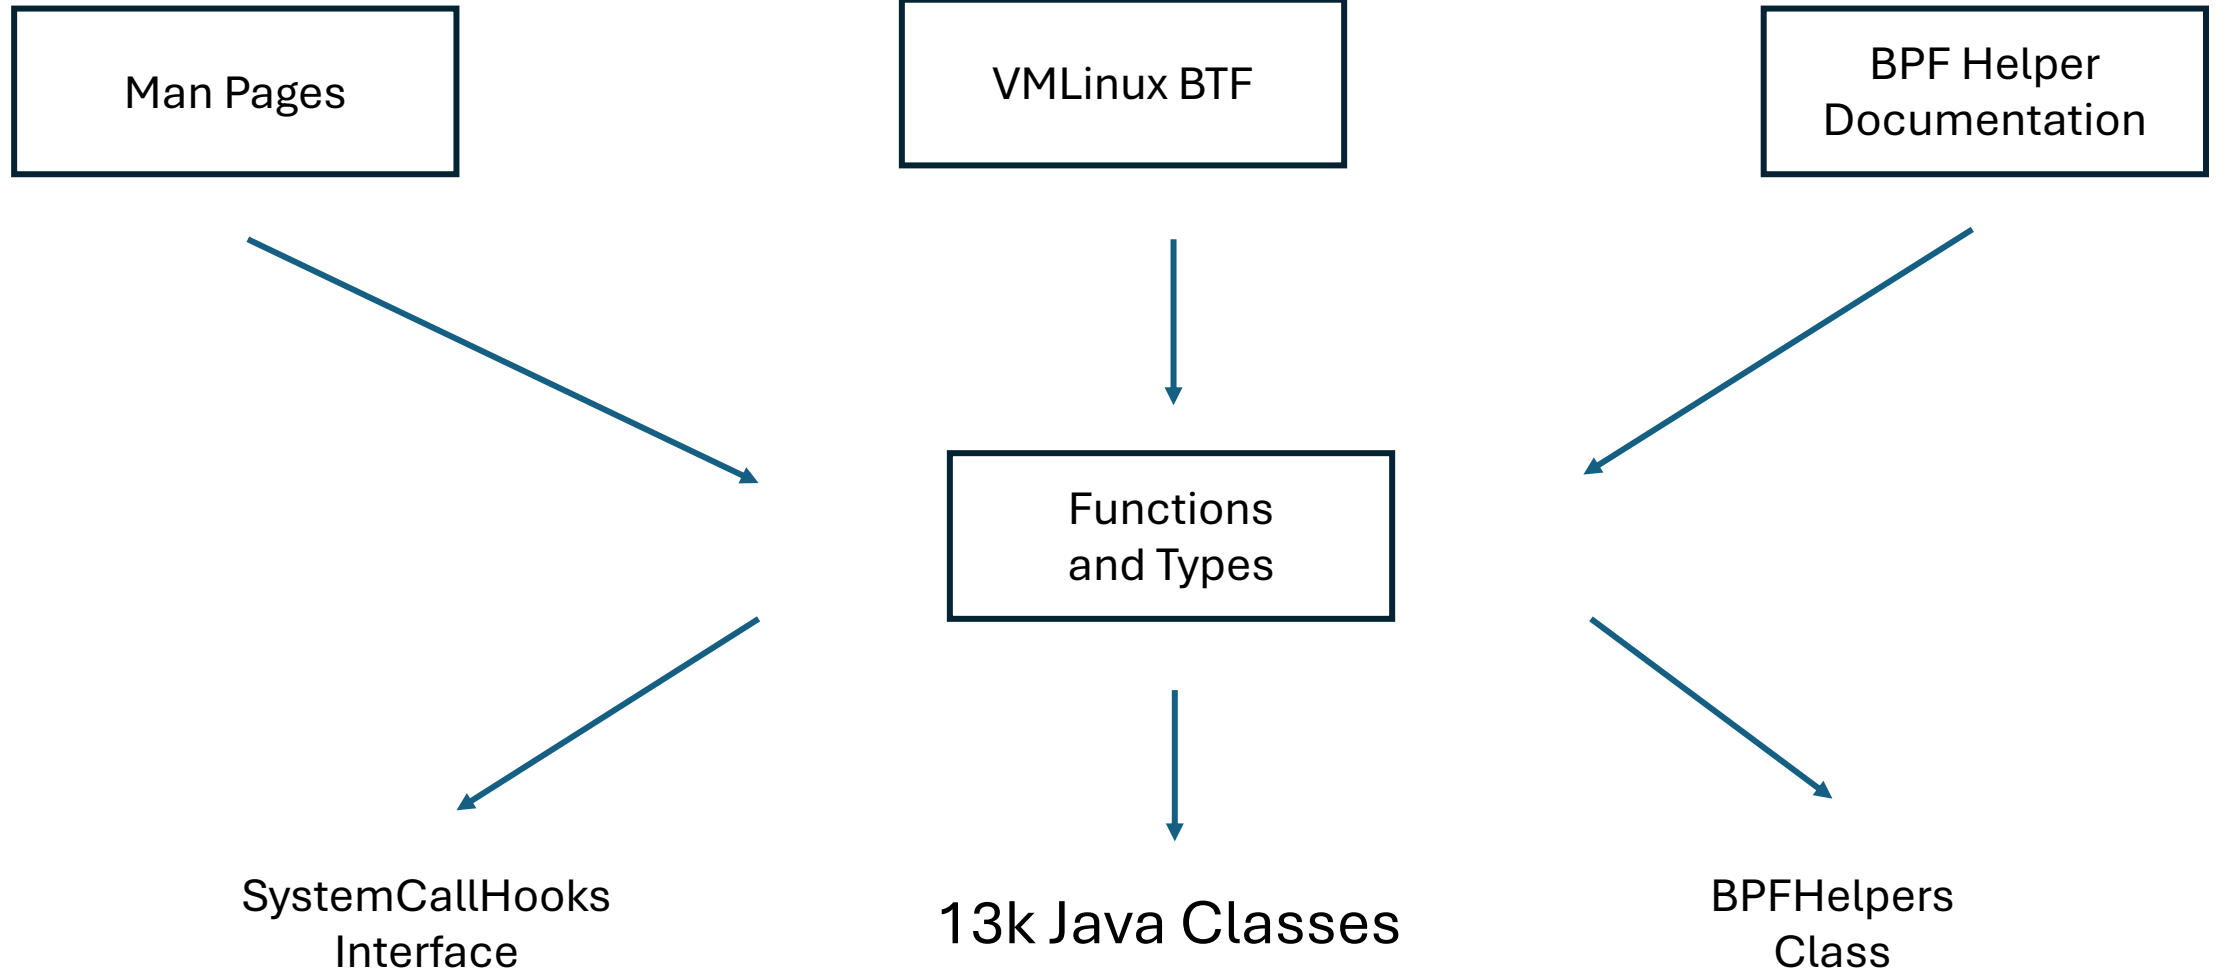 Man Pages
VMLinux BTF
BPF Helper
Documentation
Functions
and Types
SystemCallHooks
Interface
13k Java Classes
BPFHelpers
Class